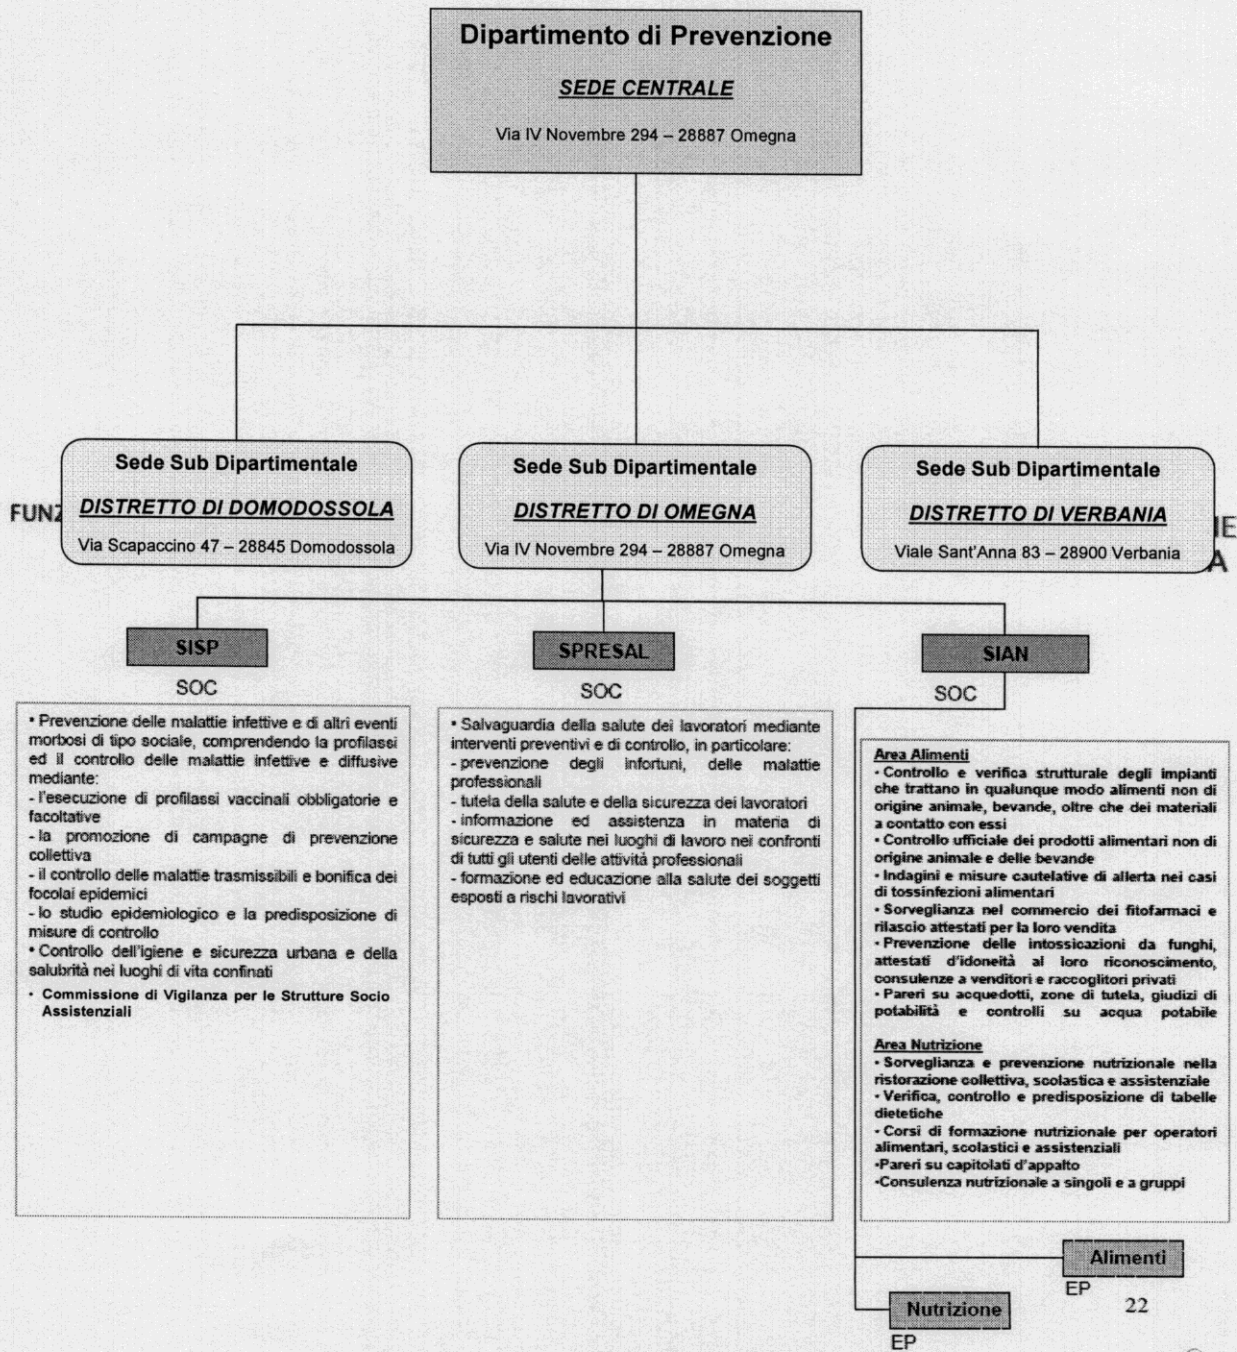 Dipartimento di Prevenzione
SEDE CENTRALE
Via IV Novembre 294 – 28887 Omegna
Sede Sub Dipartimentale
DISTRETTO DI DOMODOSSOLA
Via Scapaccino 47 – 28845 Domodossola
Sede Sub Dipartimentale
DISTRETTO DI OMEGNA
Via IV Novembre 294 – 28887 Omegna
Sede Sub Dipartimentale
DISTRETTO DI VERBANIA
Viale Sant'Anna 83 – 28900 Verbania
FUNZ
IE
A
SISP
SOC
• Prevenzione delle malattie infettive e di altri eventi
morbosi di tipo sociale, comprendendo la profilassi
ed il controllo delle malattie infettive e diffusive
mediante:
- l'esecuzione di profilassi vaccinali obbligatorie e
facoltative
- la promozione di campagne di prevenzione
collettiva
- il controllo delle malattie trasmissibili e bonifica dei
focolai epidemici
- lo studio epidemiologico e la predisposizione di
misure di controllo
• Controllo dell'igiene e sicurezza urbana e della
salubrità nei luoghi di vita confinati
• Commissione di Vigilanza per le Strutture Socio
Assistenziali
SPRESAL
SOC
• Salvaguardia della salute dei lavoratori mediante
interventi preventivi e di controllo, in particolare:
- prevenzione degli infortuni, delle malattie
professionali
- tutela della salute e della sicurezza dei lavoratori
- informazione ed assistenza in materia di
sicurezza e salute nei luoghi di lavoro nei confronti
di tutti gli utenti delle attività professionali
- formazione ed educazione alla salute dei soggetti
esposti a rischi lavorativi
SIAN
SOC
Area Alimenti
• Controllo e verifica strutturale degli impianti
che trattano in qualunque modo alimenti non di
origine animale, bevande, oltre che dei materiali
a contatto con essi
• Controllo ufficiale dei prodotti alimentari non di
origine animale e delle bevande
• Indagini e misure cautelative di allerta nei casi
di tossinfezioni alimentari
• Sorveglianza nel commercio dei fitofarmaci e
rilascio attestati per la loro vendita
• Prevenzione delle intossicazioni da funghi,
attestati d'idoneità al loro riconoscimento,
consulenze a venditori e raccoglitori privati
• Pareri su acquedotti, zone di tutela, giudizi di
potabilità e controlli su acqua potabile
Area Nutrizione
• Sorveglianza e prevenzione nutrizionale nella
ristorazione collettiva, scolastica e assistenziale
• Verifica, controllo e predisposizione di tabelle
dietetiche
• Corsi di formazione nutrizionale per operatori
alimentari, scolastici e assistenziali
•Pareri su capitolati d'appalto
•Consulenza nutrizionale a singoli e a gruppi
Alimenti
EP
22
Nutrizione
EP